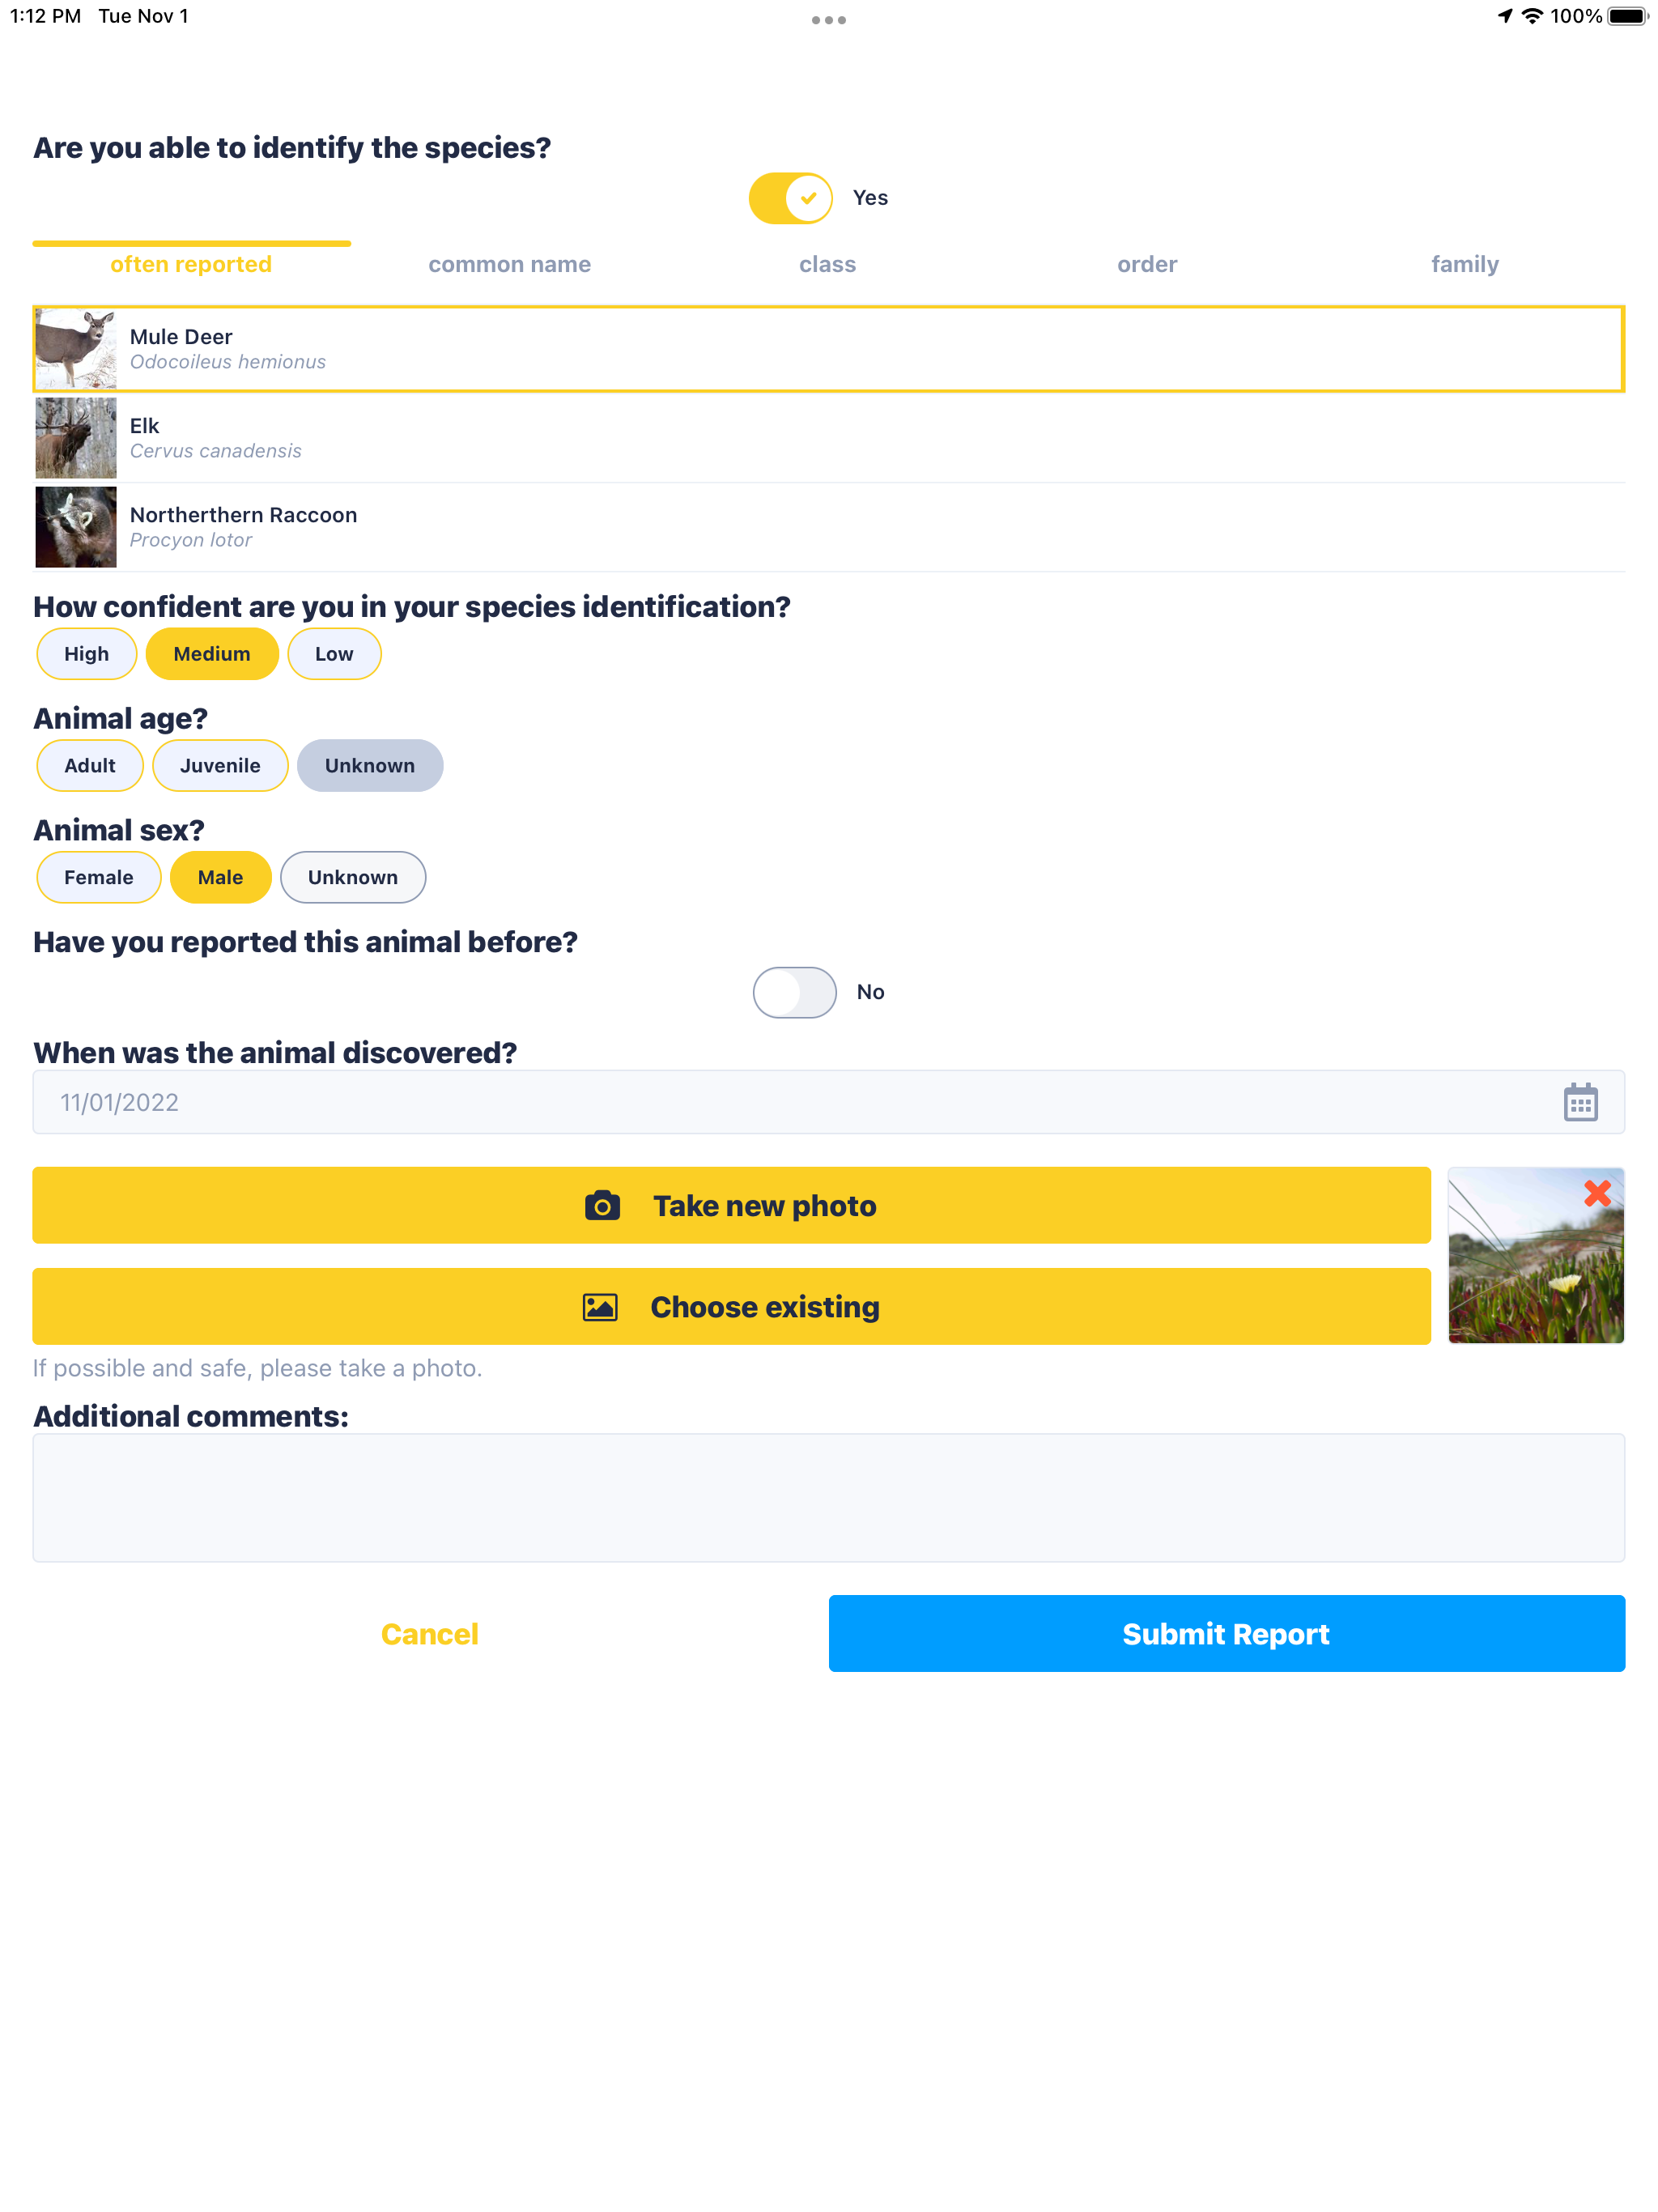 1:12 PM Tue Nov 1 100%
Are you able to identify the species?
Yes
often reported common name class order family
Mule Deer
Odocoileus hemionus
Elk
Cervus canadensis
Northerthern Raccoon
Procyon lotor
How confident are you in your species identification?
High Medium Low
Animal age?
Adult Juvenile Unknown
Animal sex?
Female Male Unknown
Have you reported this animal before?
No
When was the animal discovered?
11/01/2022
Take new photo
Choose existing
If possible and safe, please take a photo.
Additional comments:
Cancel Submit Report